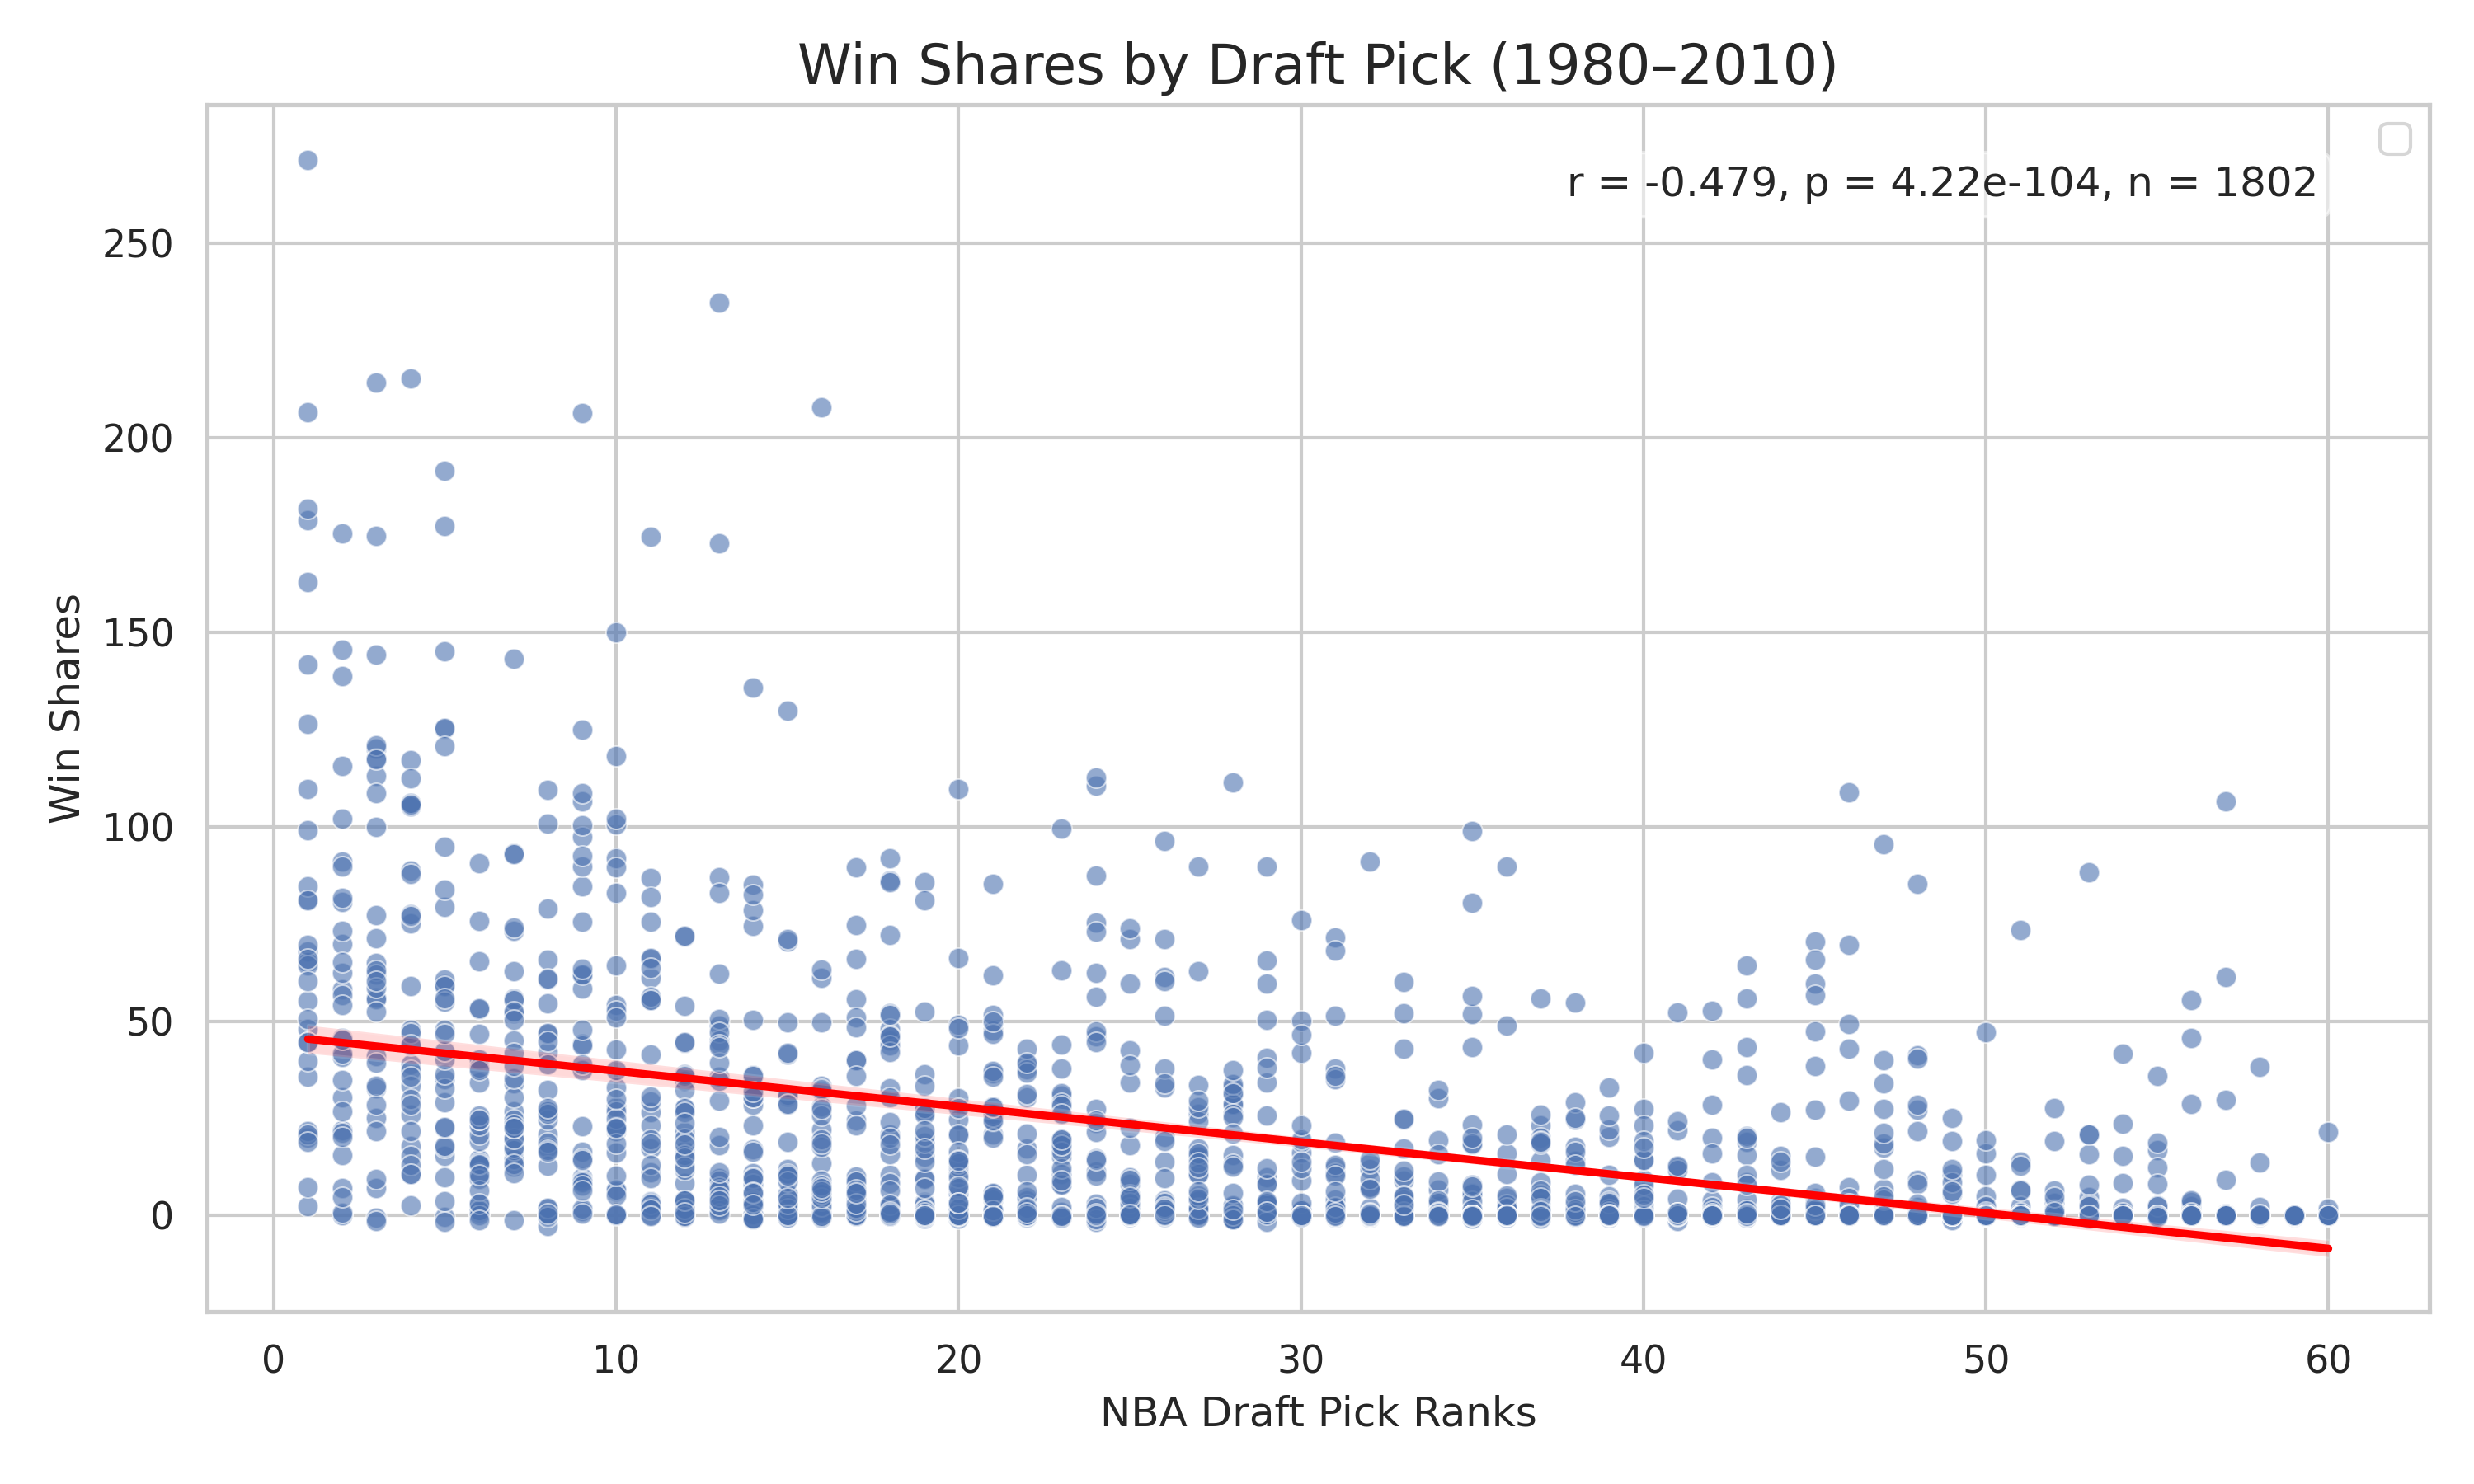 Win Shares by Draft Pick (1980–2010)
r = -0.479, p = 4.22e-104, n = 1802
Win Shares
250
200
150
100
50
0
0 10 20 30 40 50 60
NBA Draft Pick Ranks